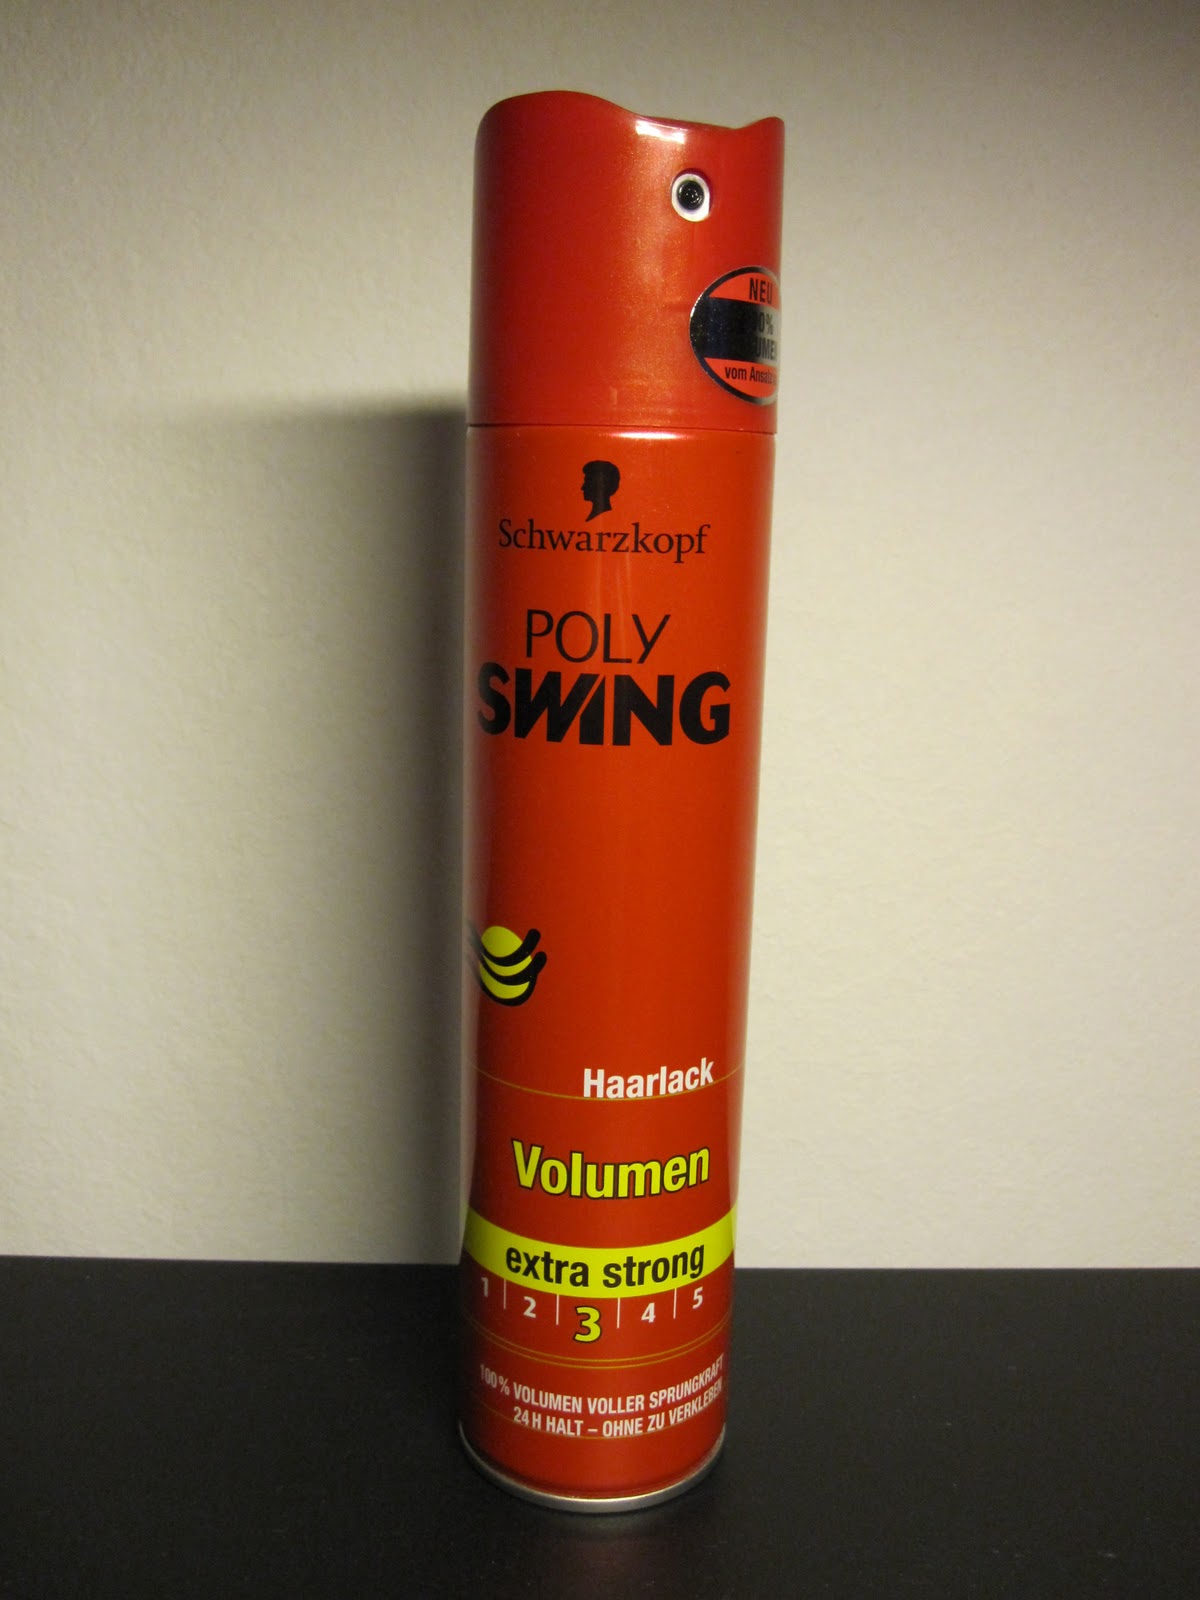 NEU
vom Ansatz
Schwarzkopf
POLY
SWING
Haarlack
Volumen
extra strong
1 2 3 4 5
100% VOLUMEN VOLLER SPRUNGKRAFT
24H HALT – OHNE ZU VERKLEBEN